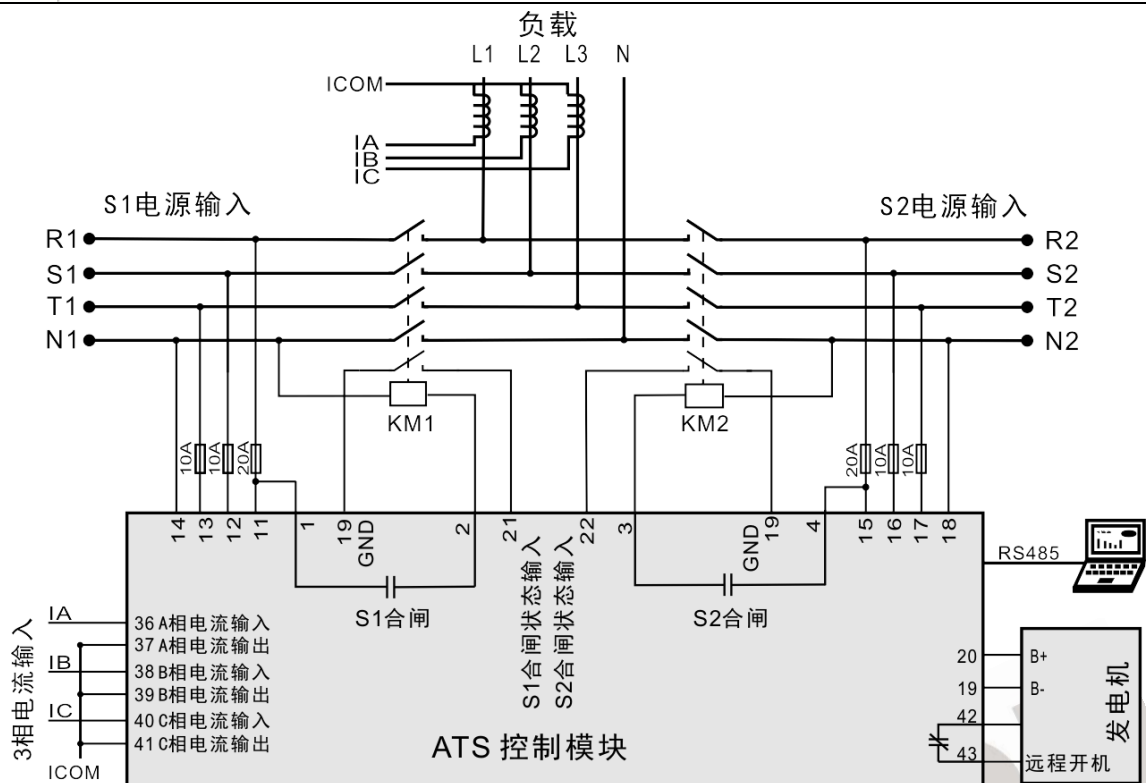 负载
L1 L2 L3 N
ICOM
IA
IB
IC
S1电源输入
S2电源输入
R1
R2
S1
S2
T1
T2
N1
N2
KM1
KM2
10A 10A 20A
20A 10A 10A
14 13 12 11 1 19 GND 2 21 22 3 GND 19 4 15 16 17 18
S1合闸状态输入
S2合闸状态输入
S1合闸
S2合闸
RS485
3相电流输入
IA
IB
IC
ICOM
36 A相电流输入
37 A相电流输出
38 B相电流输入
39 B相电流输出
40 C相电流输入
41 C相电流输出
ATS 控制模块
20 B+
19 B-
42
43 远程开机
发电机